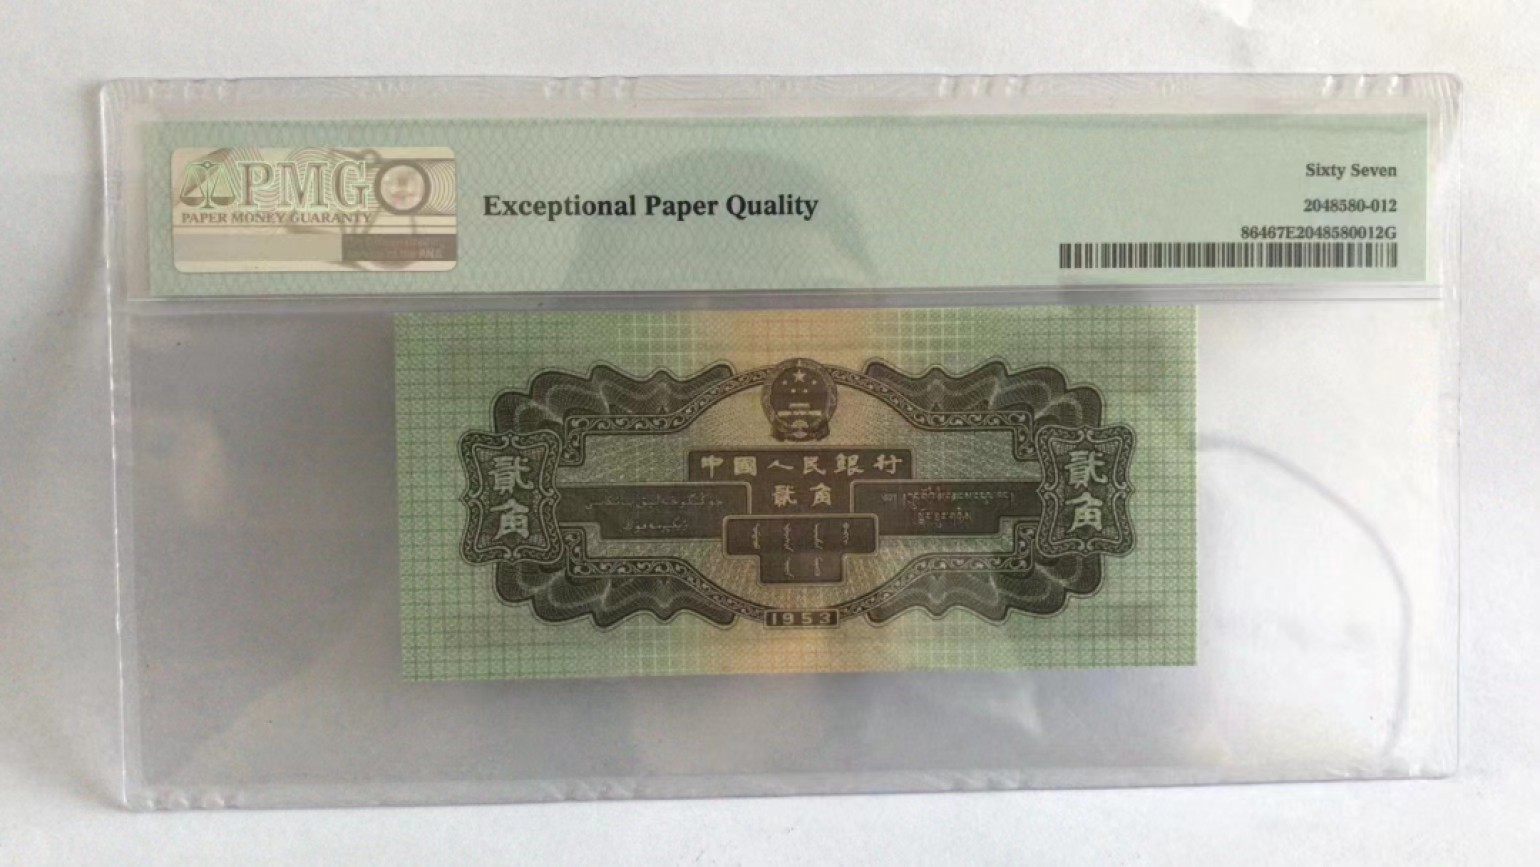 PMG
PAPER MONEY GUARANTY
Exceptional Paper Quality
Sixty Seven
2048580-012
86467E2048580012G
中國人民銀行
貳角
貳角
貳角
1953